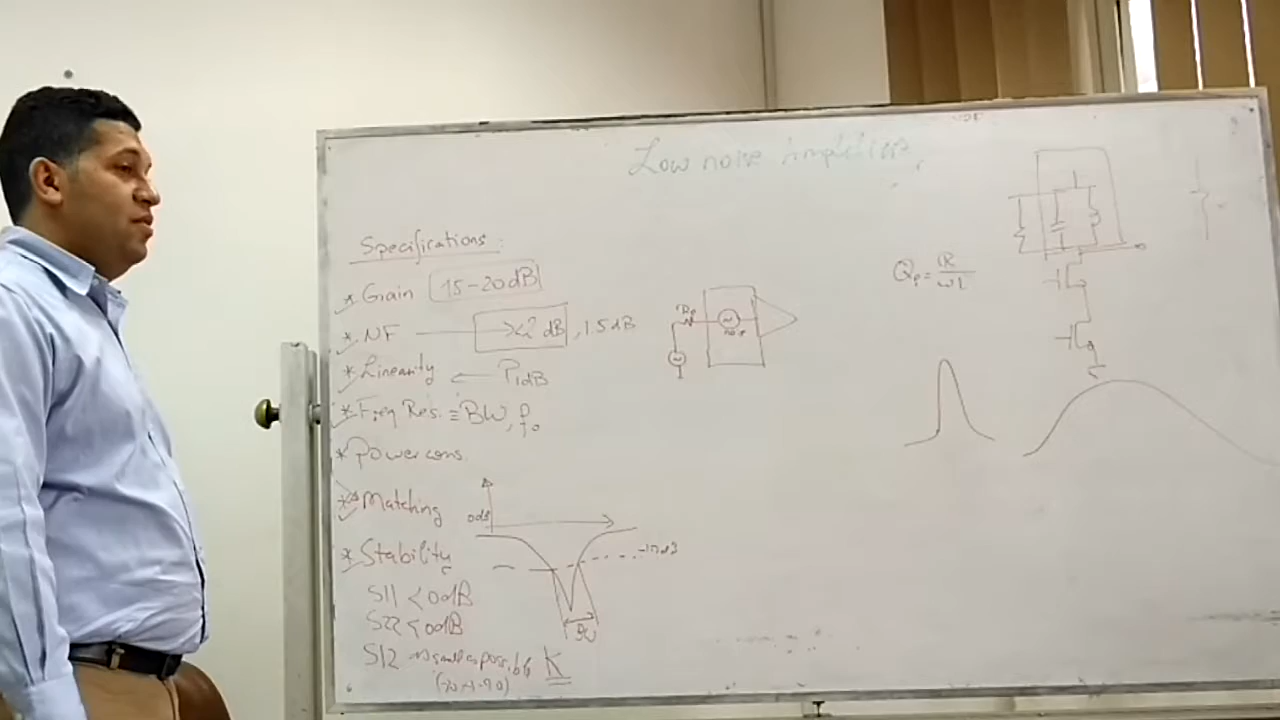 Low noise Amplifier
Specifications:
* Gain 15-20dB
* NF → <2 dB, 1.5dB
* Linearity ← P1dB
* Freq Res. ≡ BW, f0
* Power cons.
* Matching
0dB
* Stability
-10dB
S11 < 0dB
S22 < 0dB
BW
S12 as small as possible K
Qp = R/ωL